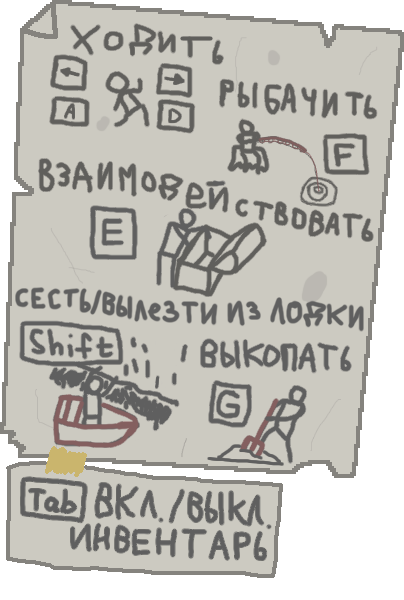 ХОДИТЬ
← →
A D
РЫБАЧИТЬ
F
ВЗАИМОДЕЙСТВОВАТЬ
E
СЕСТЬ/ВЫЛЕЗТИ ИЗ ЛОДКИ
Shift
ВЫКОПАТЬ
G
Tab ВКЛ./ВЫКЛ.
ИНВЕНТАРЬ